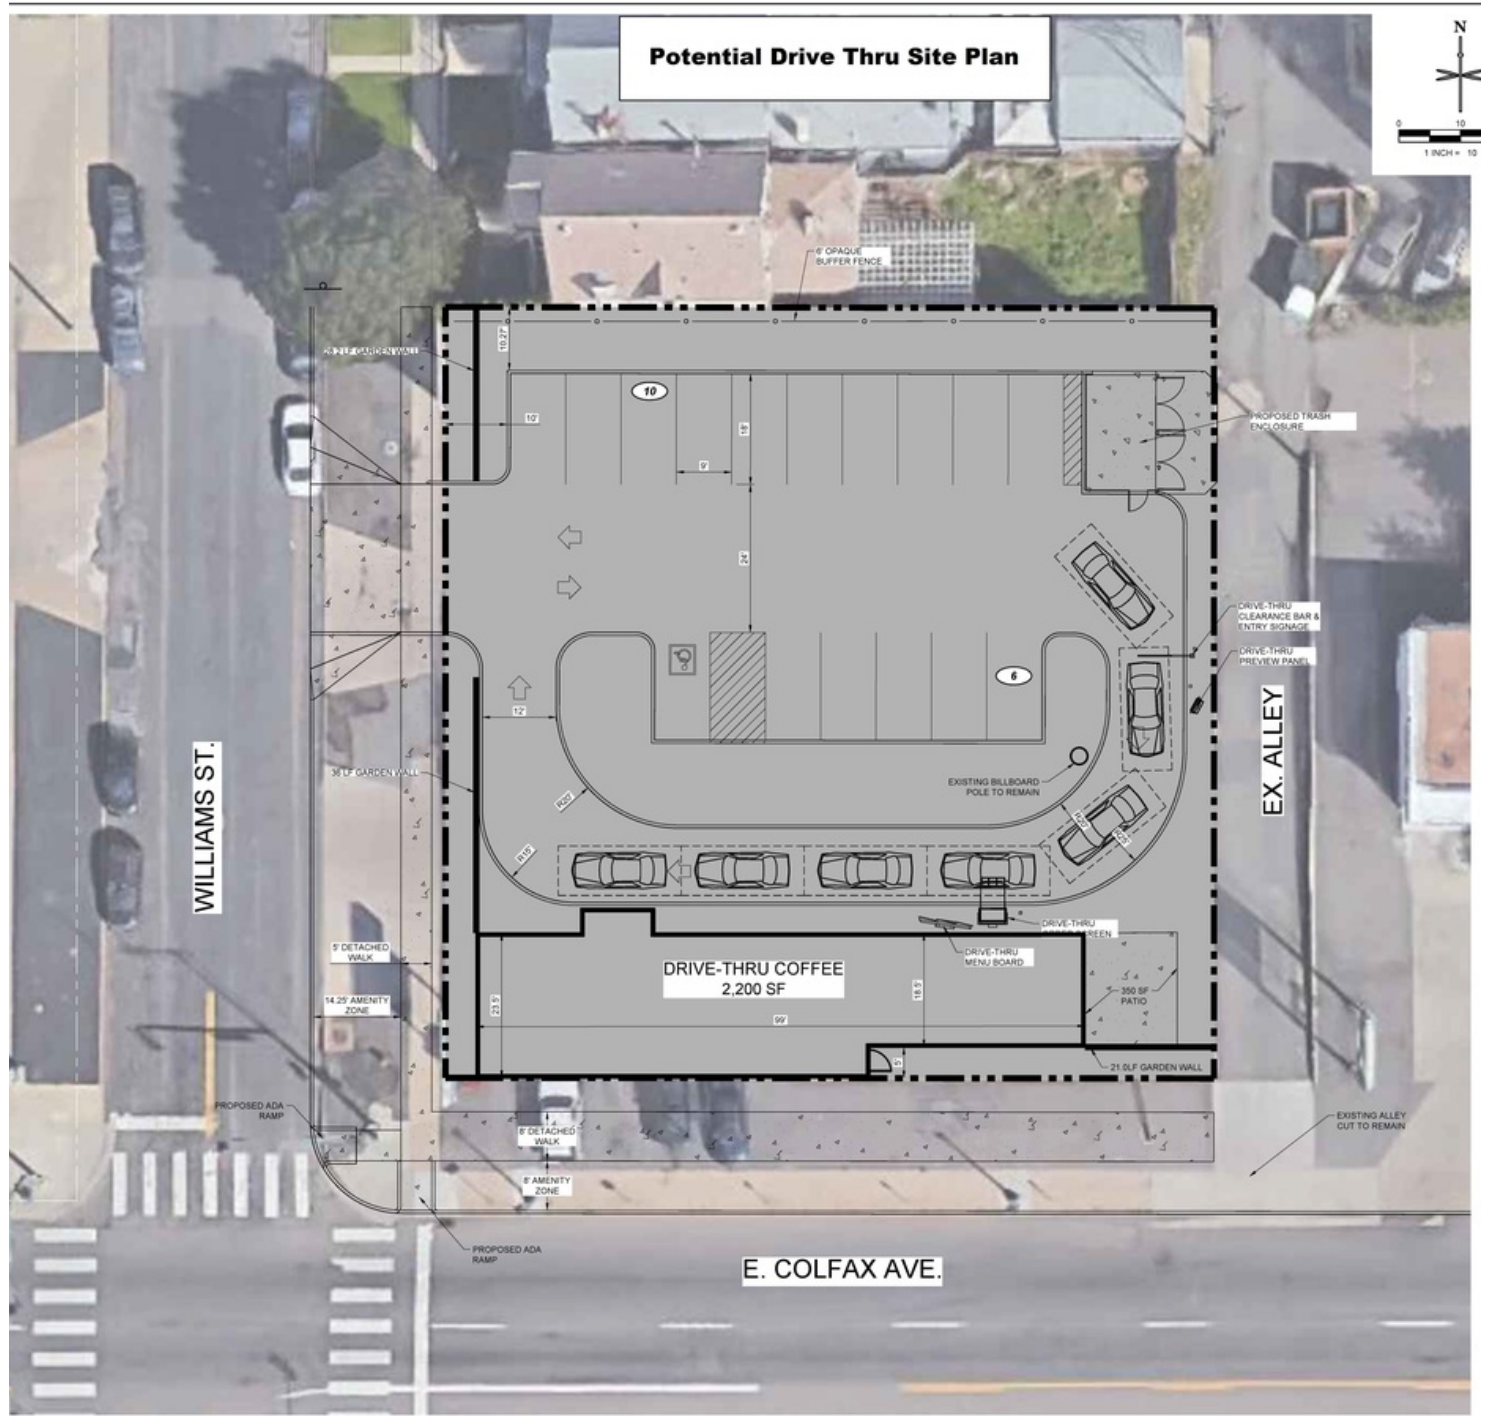 Potential Drive Thru Site Plan
N
0 10
1 INCH = 10
6' OPAQUE
BUFFER FENCE
10.27'
26.2 LF GARDEN WALL
10
10'
18'
9'
PROPOSED TRASH
ENCLOSURE
24'
DRIVE-THRU
CLEARANCE BAR &
ENTRY SIGNAGE
DRIVE-THRU
PREVIEW PANEL
6
12'
36 LF GARDEN WALL
EXISTING BILLBOARD
POLE TO REMAIN
R20'
R20'
R25'
R15'
WILLIAMS ST.
EX. ALLEY
DRIVE-THRU
SCREEN
DRIVE-THRU
MENU BOARD
5' DETACHED
WALK
DRIVE-THRU COFFEE
2,200 SF
23.5'
18.5'
350 SF
PATIO
14.25' AMENITY
ZONE
99'
5'
21.0LF GARDEN WALL
PROPOSED ADA
RAMP
8' DETACHED
WALK
EXISTING ALLEY
CUT TO REMAIN
8' AMENITY
ZONE
PROPOSED ADA
RAMP
E. COLFAX AVE.